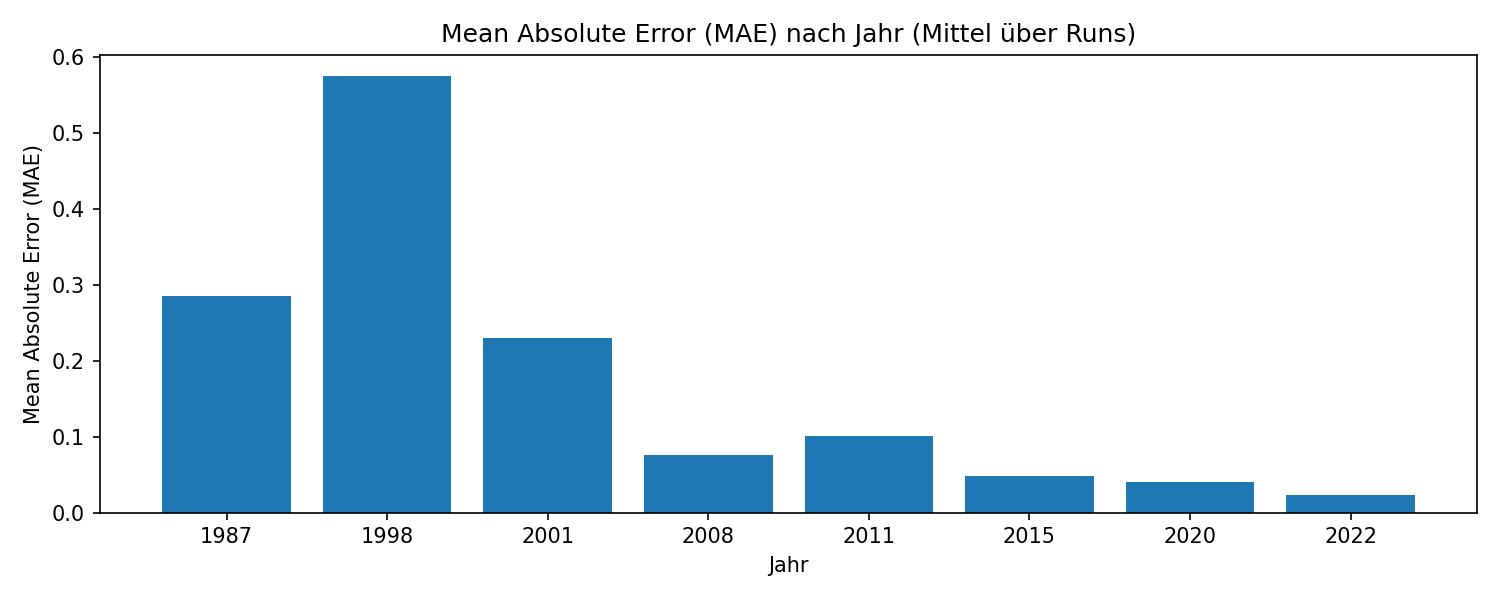 Mean Absolute Error (MAE) nach Jahr (Mittel über Runs)
Mean Absolute Error (MAE)
0.6
0.5
0.4
0.3
0.2
0.1
0.0
1987 1998 2001 2008 2011 2015 2020 2022
Jahr